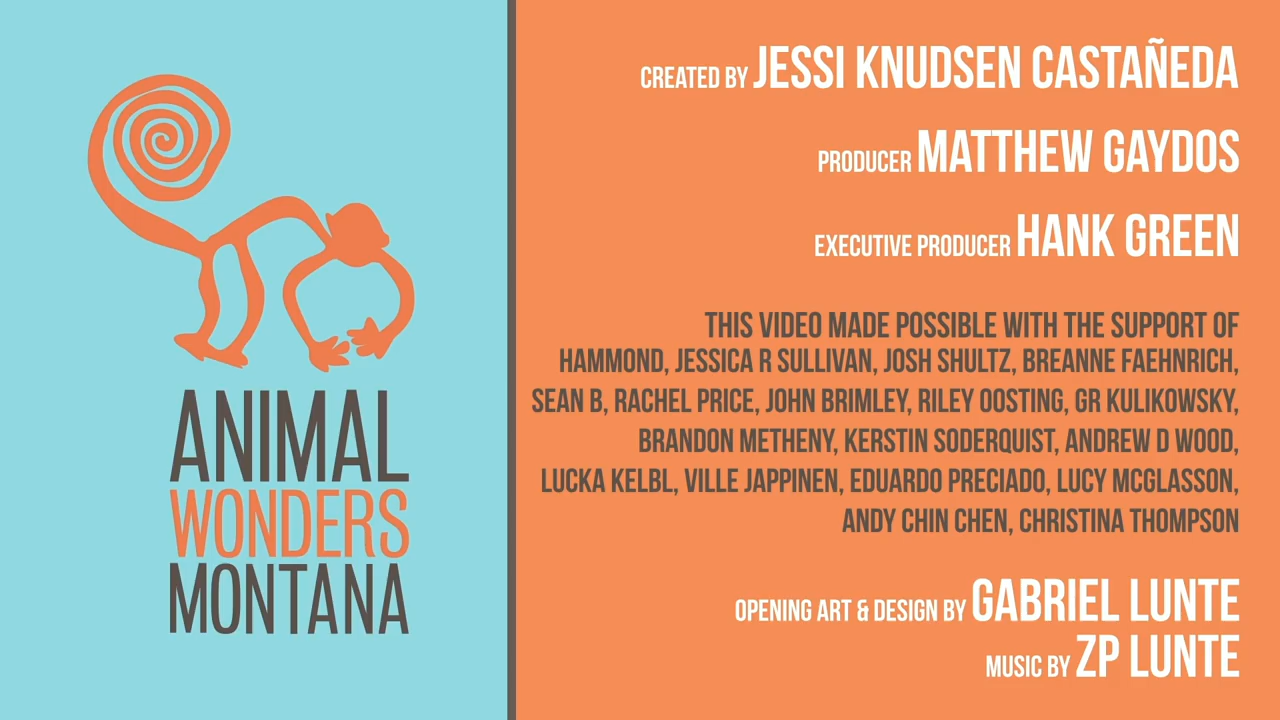 ANIMAL
WONDERS
MONTANA
CREATED BY JESSI KNUDSEN CASTAÑEDA
PRODUCER MATTHEW GAYDOS
EXECUTIVE PRODUCER HANK GREEN
THIS VIDEO MADE POSSIBLE WITH THE SUPPORT OF
HAMMOND, JESSICA R SULLIVAN, JOSH SHULTZ, BREANNE FAEHNRICH,
SEAN B, RACHEL PRICE, JOHN BRIMLEY, RILEY OOSTING, GR KULIKOWSKY,
BRANDON METHENY, KERSTIN SODERQUIST, ANDREW D WOOD,
LUCKA KELBL, VILLE JAPPINEN, EDUARDO PRECIADO, LUCY MCGLASSON,
ANDY CHIN CHEN, CHRISTINA THOMPSON
OPENING ART & DESIGN BY GABRIEL LUNTE
MUSIC BY ZP LUNTE